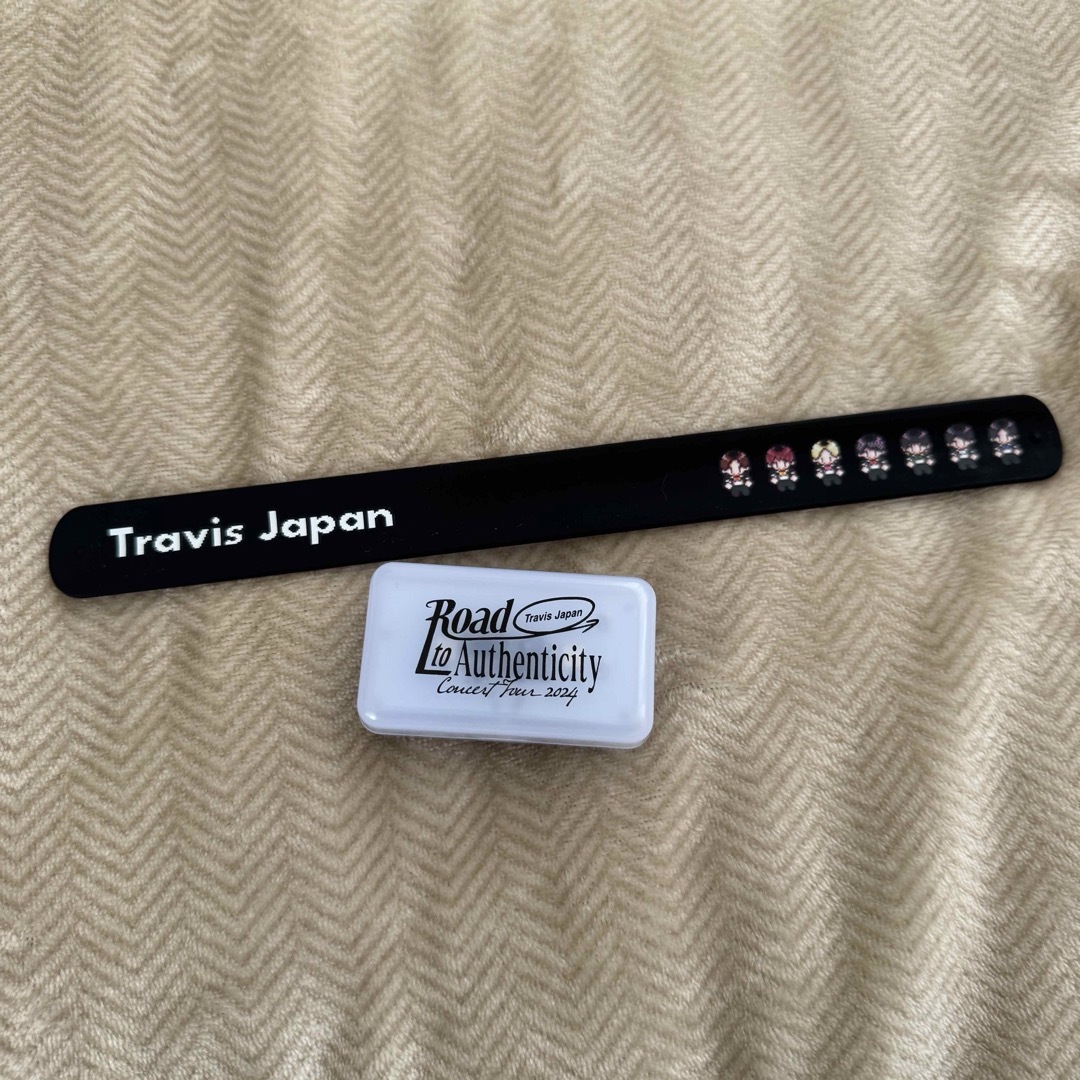 Travis Japan
Road Travis Japan
to Authenticity
Concert Tour 2024